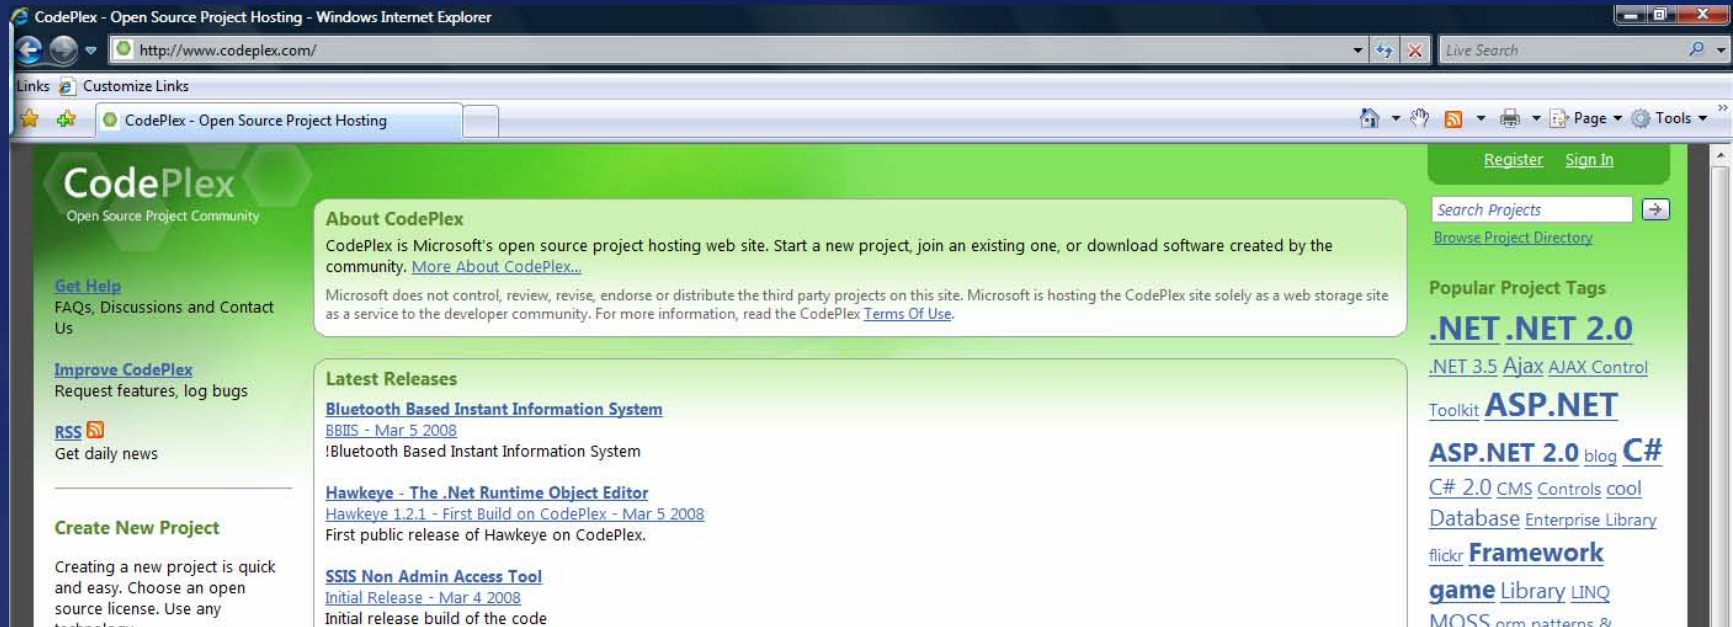 CodePlex - Open Source Project Hosting - Windows Internet Explorer
http://www.codeplex.com/
Live Search
Links Customize Links
CodePlex - Open Source Project Hosting
Page Tools
CodePlex
Open Source Project Community
Get Help
FAQs, Discussions and Contact
Us
Improve CodePlex
Request features, log bugs
RSS
Get daily news
Create New Project
Creating a new project is quick
and easy. Choose an open
source license. Use any
technology
About CodePlex
CodePlex is Microsoft's open source project hosting web site. Start a new project, join an existing one, or download software created by the
community. More About CodePlex...
Microsoft does not control, review, revise, endorse or distribute the third party projects on this site. Microsoft is hosting the CodePlex site solely as a web storage site
as a service to the developer community. For more information, read the CodePlex Terms Of Use.
Latest Releases
Bluetooth Based Instant Information System
BBIIS - Mar 5 2008
!Bluetooth Based Instant Information System
Hawkeye - The .Net Runtime Object Editor
Hawkeye 1.2.1 - First Build on CodePlex - Mar 5 2008
First public release of Hawkeye on CodePlex.
SSIS Non Admin Access Tool
Initial Release - Mar 4 2008
Initial release build of the code
Register Sign In
Search Projects
Browse Project Directory
Popular Project Tags
.NET .NET 2.0
.NET 3.5 Ajax AJAX Control
Toolkit ASP.NET
ASP.NET 2.0 blog C#
C# 2.0 CMS Controls cool
Database Enterprise Library
flickr Framework
game Library LINQ
MOSS orm patterns &